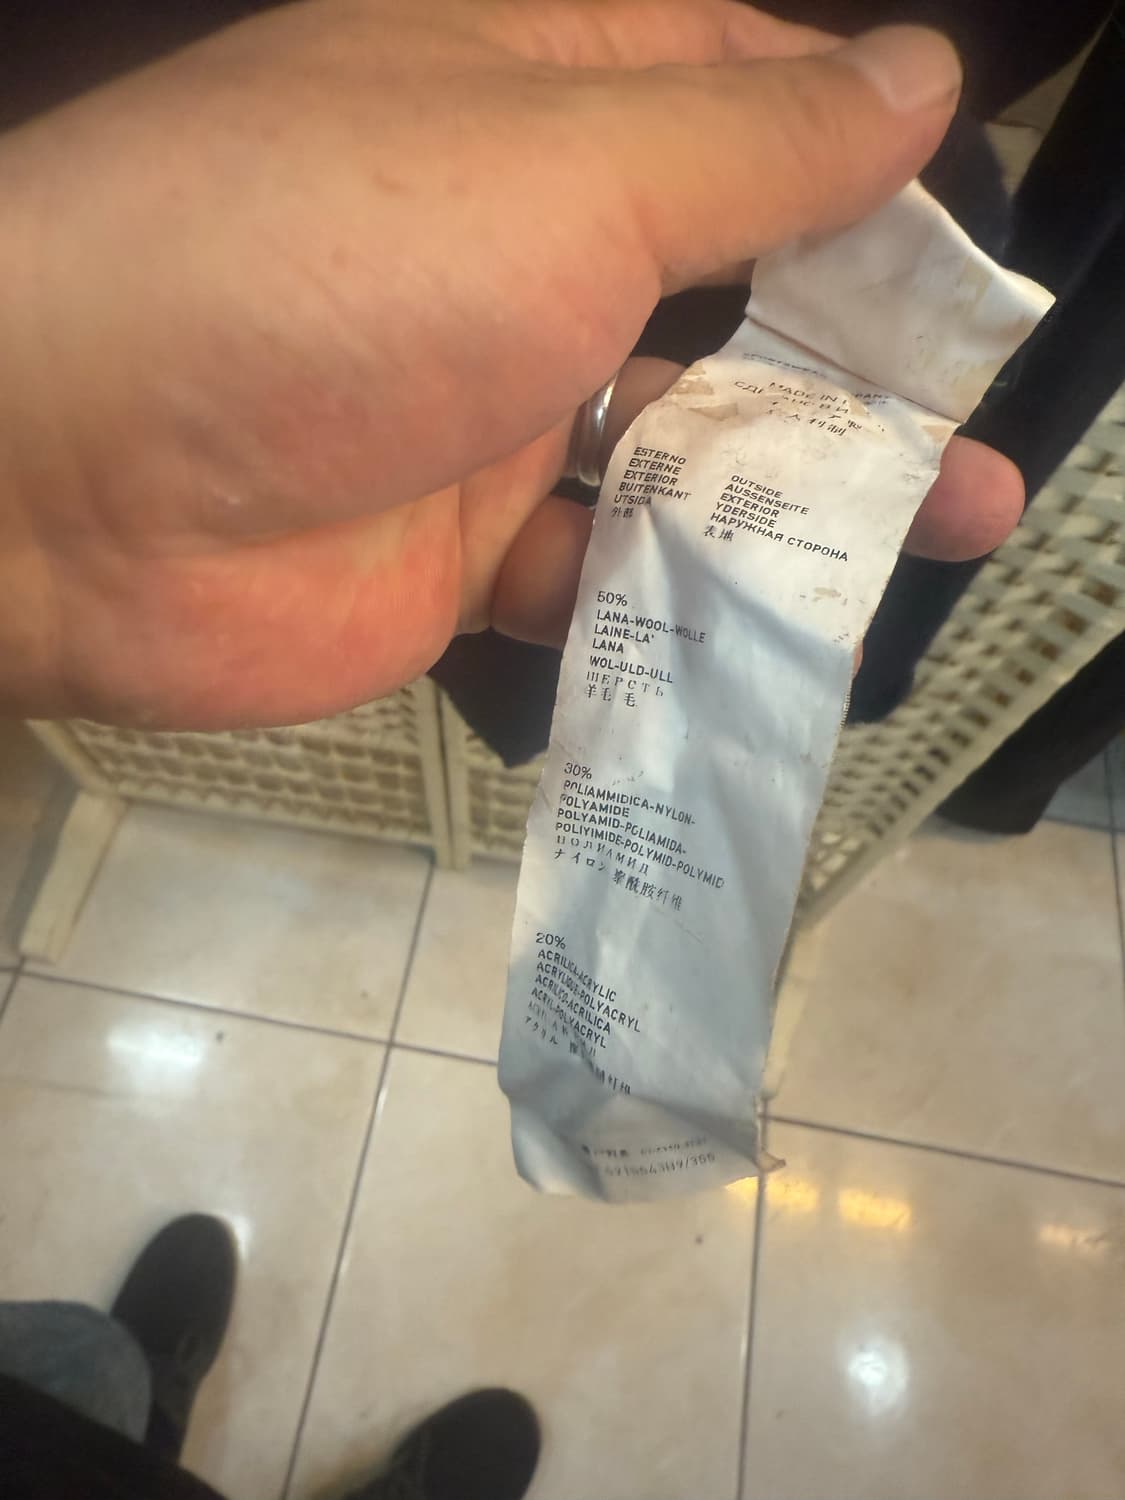 MADE IN
ESTERNO
EXTERNE
EXTERIOR
BUITENKANT
UTSIDA
外部
OUTSIDE
AUSSENSEITE
EXTERIOR
YDERSIDE
НАРУЖНАЯ СТОРОНА
表地
50%
LANA-WOOL-WOLLE
LAINE-LA'
LANA
WOL-ULD-ULL
ШЕРСТЬ
羊毛 毛
30%
POLIAMMIDICA-NYLON-
POLYAMIDE
POLYAMID-POLIAMIDA-
POLIYIMIDE-POLYMID-POLYMID
ПОЛИАМИД
ナイロン 聚酰胺纤维
20%
ACRILICA-ACRYLIC
ACRYLIQUE-POLYACRYL
ACRILICO-ACRILICA
ACRYL-POLYACRYL
アクリル